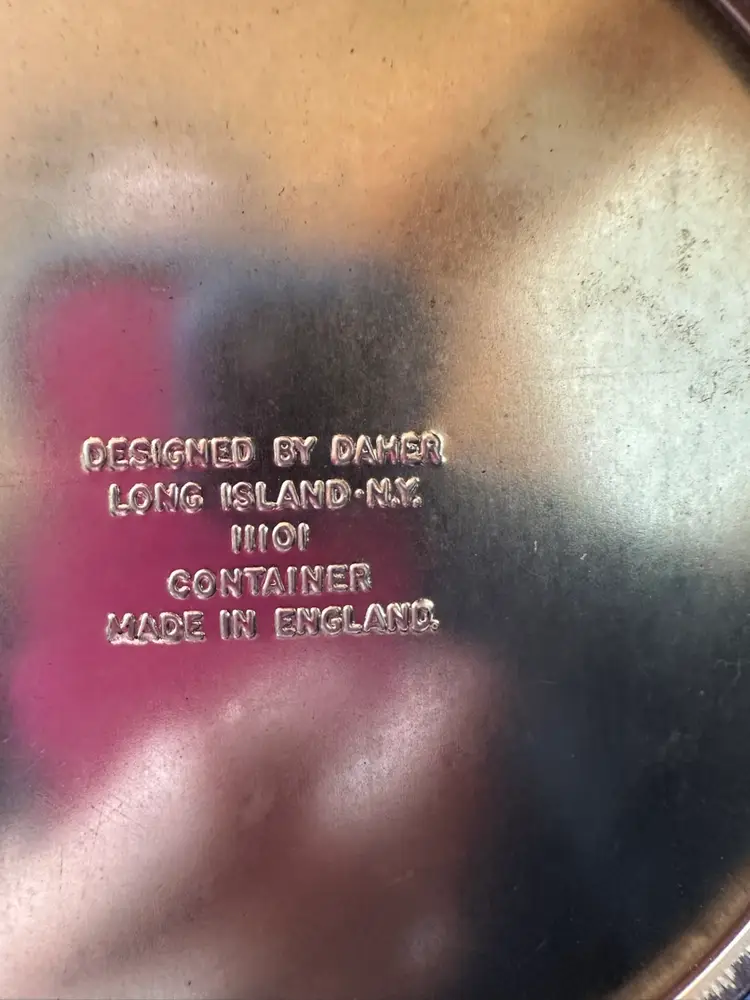 DESIGNED BY DAHER
LONG ISLAND·N.Y.
11101
CONTAINER
MADE IN ENGLAND.